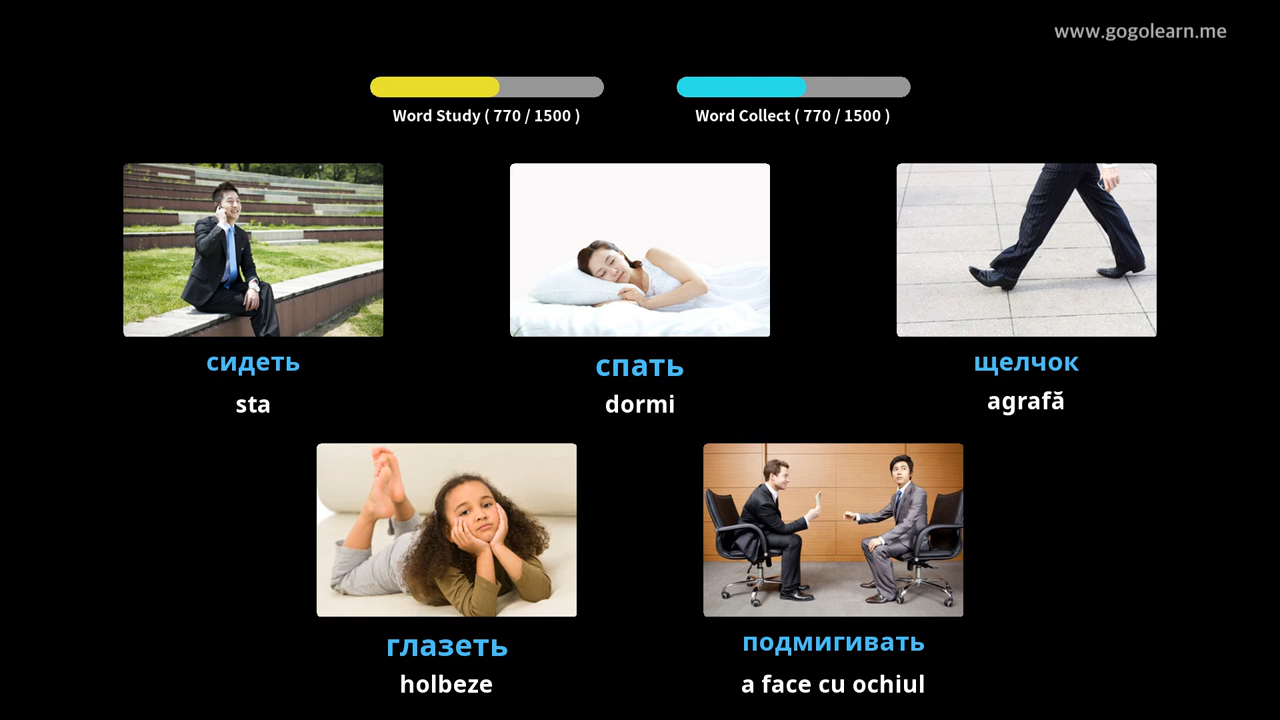 www.gogolearn.me
Word Study ( 770 / 1500 )
Word Collect ( 770 / 1500 )
сидеть
sta
спать
dormi
щелчок
agrafă
глазеть
holbeze
подмигивать
a face cu ochiul